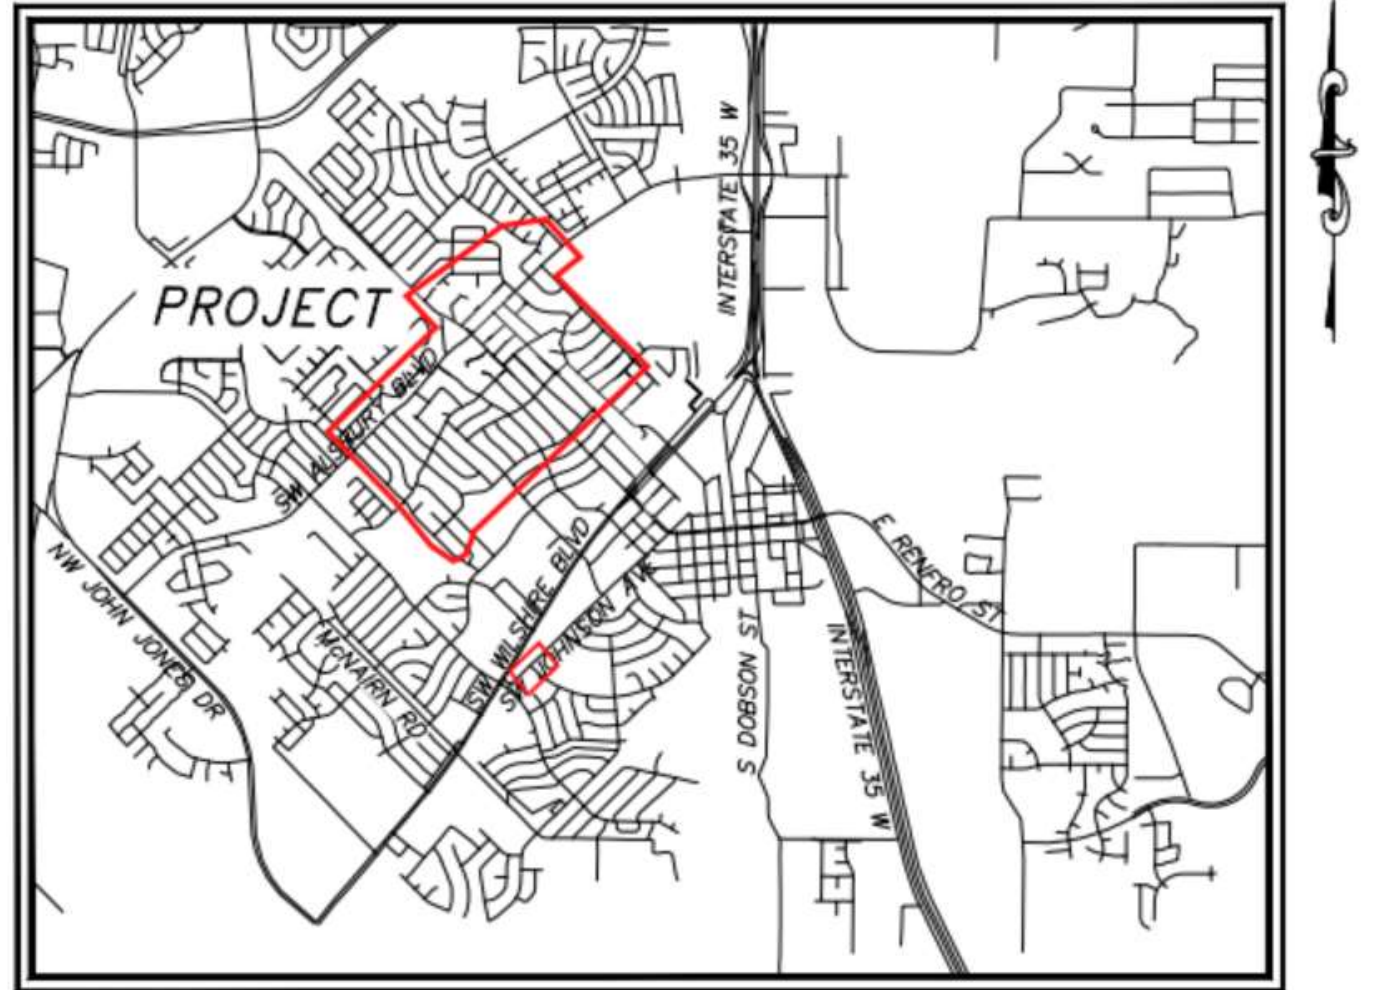 INTERSTATE 35 W
PROJECT
SW ALSBURY BLVD
NW JOHN JONES DR
McNAIRN RD
SW WILSHIRE BLVD
SW JOHNSON AVE
E RENFRO ST
S DOBSON ST
INTERSTATE 35 W